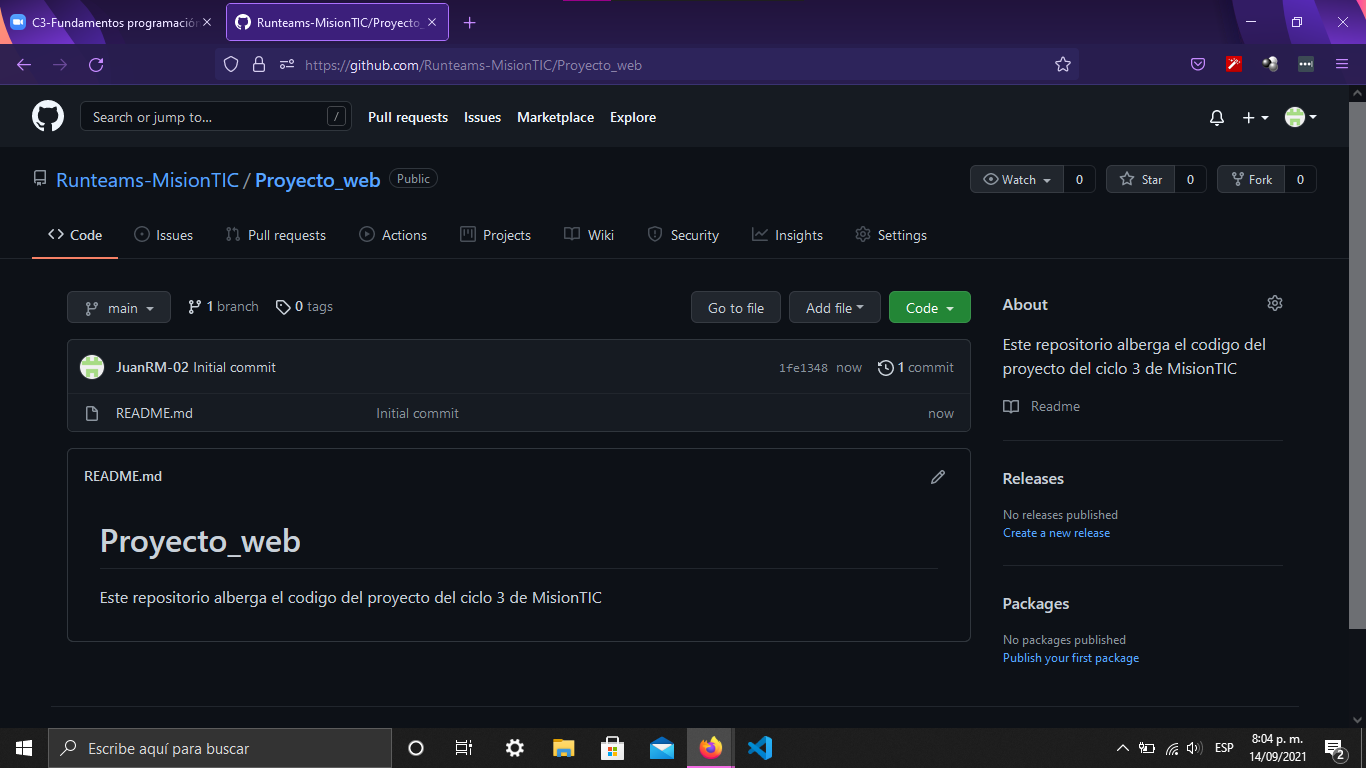 C3-Fundamentos programación
Runteams-MisionTIC/Proyecto_
https://github.com/Runteams-MisionTIC/Proyecto_web
Search or jump to... /
Pull requests Issues Marketplace Explore
Runteams-MisionTIC / Proyecto_web Public
Watch 0 Star 0 Fork 0
Code Issues Pull requests Actions Projects Wiki Security Insights Settings
main 1 branch 0 tags Go to file Add file Code
JuanRM-02 Initial commit 1fe1348 now 1 commit
README.md Initial commit now
README.md
Proyecto_web
Este repositorio alberga el codigo del proyecto del ciclo 3 de MisionTIC
About
Este repositorio alberga el codigo del
proyecto del ciclo 3 de MisionTIC
Readme
Releases
No releases published
Create a new release
Packages
No packages published
Publish your first package
Escribe aquí para buscar
ESP
8:04 p. m.
14/09/2021
2